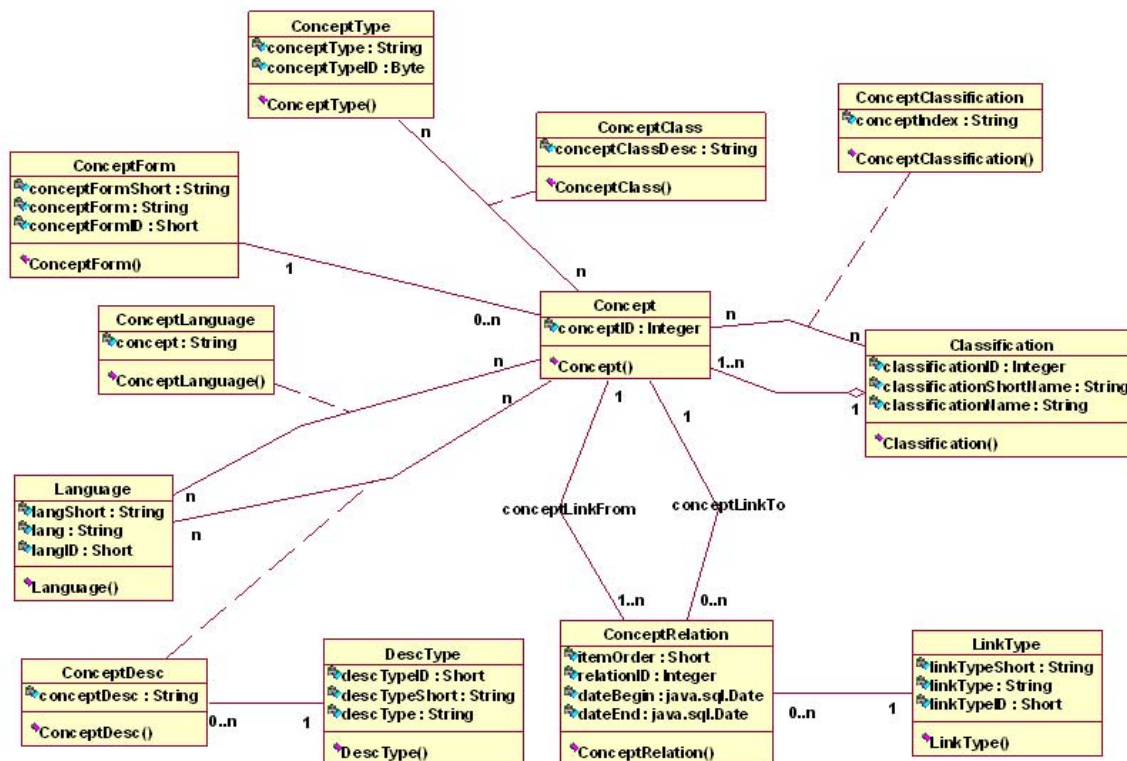 ConceptType
conceptType : String
conceptTypeID : Byte
ConceptType()
n
ConceptClass
conceptClassDesc : String
ConceptClass()
ConceptClassification
conceptIndex : String
ConceptClassification()
ConceptForm
conceptFormShort : String
conceptForm : String
conceptFormID : Short
ConceptForm()
1
0..n
n
Concept
conceptID : Integer
Concept()
n
n
1..n
1
Classification
classificationID : Integer
classificationShortName : String
classificationName : String
Classification()
ConceptLanguage
concept : String
ConceptLanguage()
n
n
1
1
Language
langShort : String
lang : String
langID : Short
Language()
n
n
conceptLinkFrom
conceptLinkTo
1..n
0..n
ConceptDesc
conceptDesc : String
ConceptDesc()
0..n
1
DescType
descTypeID : Short
descTypeShort : String
descType : String
DescType()
ConceptRelation
itemOrder : Short
relationID : Integer
dateBegin : java.sql.Date
dateEnd : java.sql.Date
ConceptRelation()
0..n
1
LinkType
linkTypeShort : String
linkType : String
linkTypeID : Short
LinkType()